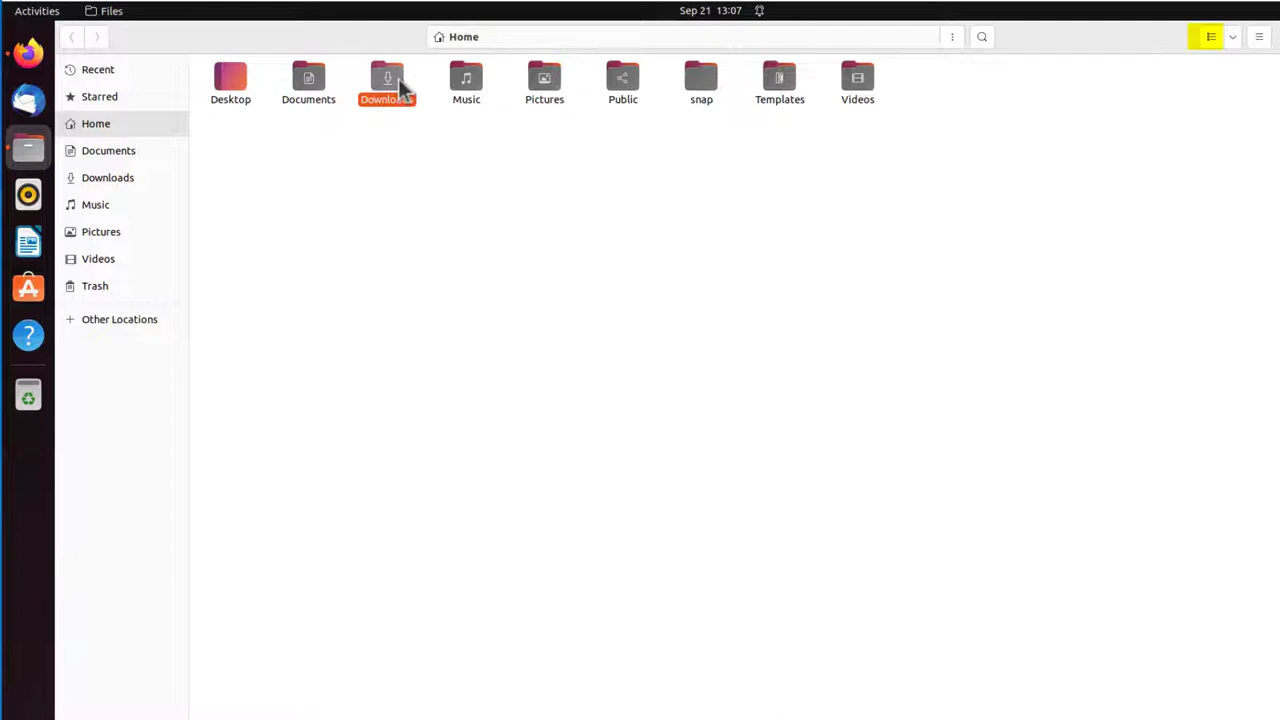 Activities Files Sep 21 13:07
Home
Recent
Starred
Home
Documents
Downloads
Music
Pictures
Videos
Trash
Other Locations
Desktop Documents Downloads Music Pictures Public snap Templates Videos